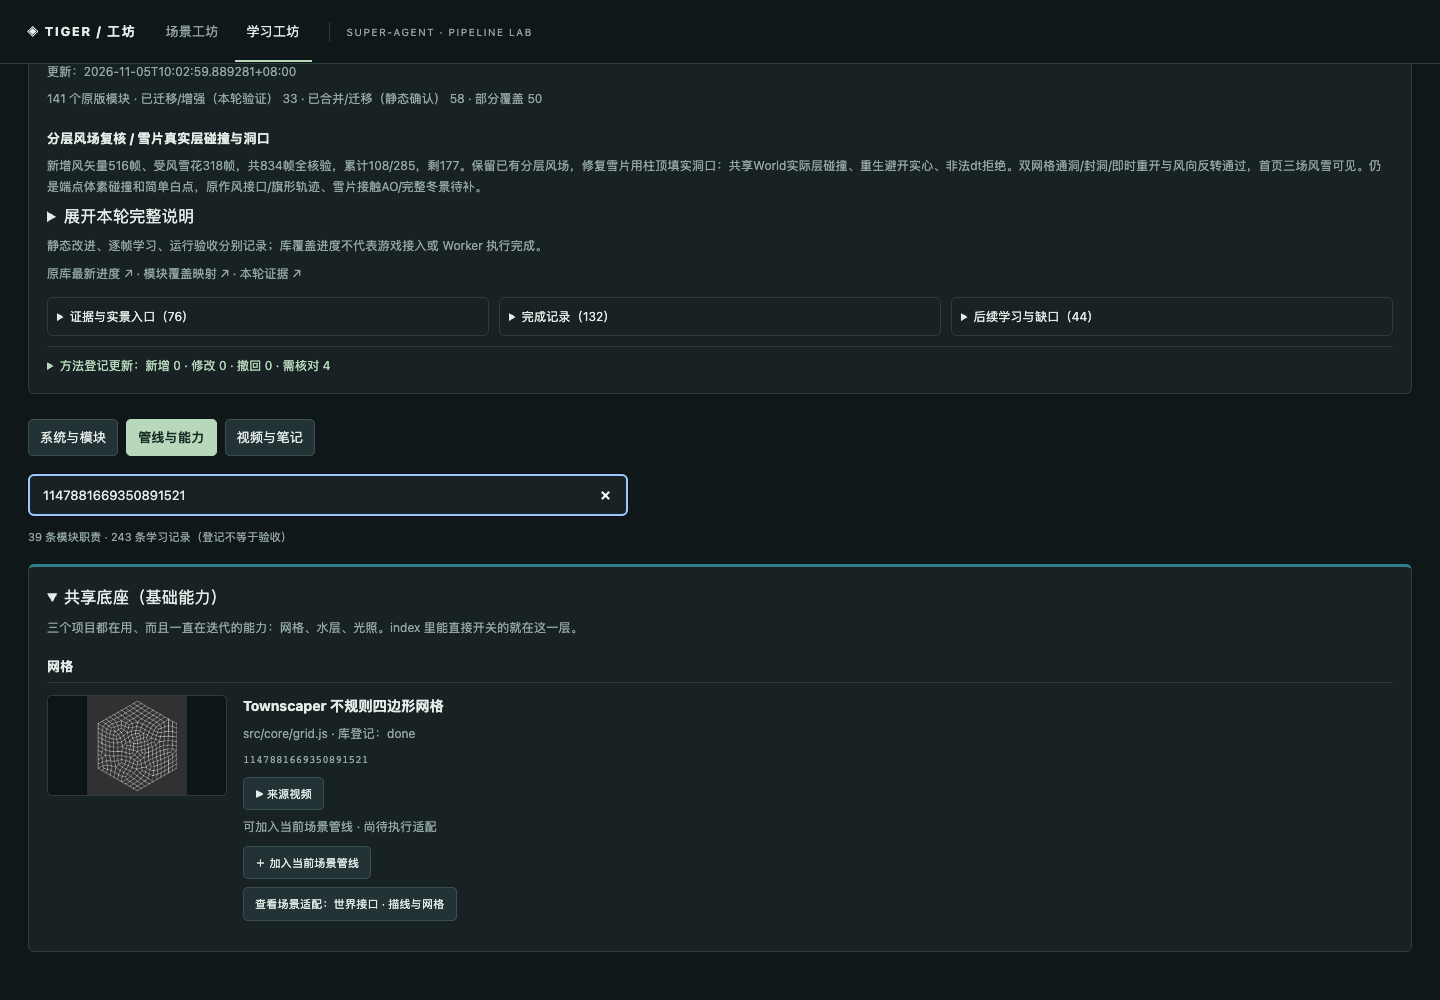 ◈ TIGER / 工坊 场景工坊 学习工坊 SUPER-AGENT · PIPELINE LAB
更新：2026-11-05T10:02:59.889281+08:00
141 个原版模块 · 已迁移/增强（本轮验证） 33 · 已合并/迁移（静态确认） 58 · 部分覆盖 50
分层风场复核 / 雪片真实层碰撞与洞口
新增风矢量516帧、受风雪花318帧，共834帧全核验，累计108/285，剩177。保留已有分层风场，修复雪片用柱顶填实洞口：共享World实际层碰撞、重生避开实心、非法dt拒绝。双网格通洞/封洞/即时重开与风向反转通过，首页三场风雪可见。仍
是端点体素碰撞和简单白点，原作风接口/旗形轨迹、雪片接触AO/完整冬景待补。
▶ 展开本轮完整说明
静态改进、逐帧学习、运行验收分别记录；库覆盖进度不代表游戏接入或 Worker 执行完成。
原库最新进度 ↗ · 模块覆盖映射 ↗ · 本轮证据 ↗
▶ 证据与实景入口（76） ▶ 完成记录（132） ▶ 后续学习与缺口（44）
▶ 方法登记更新：新增 0 · 修改 0 · 撤回 0 · 需核对 4
系统与模块 管线与能力 视频与笔记
1147881669350891521 ×
39 条模块职责 · 243 条学习记录（登记不等于验收）
▼ 共享底座（基础能力）
三个项目都在用、而且一直在迭代的能力：网格、水层、光照。index 里能直接开关的就在这一层。
网格
Townscaper 不规则四边形网格
src/core/grid.js · 库登记：done
1147881669350891521
▶ 来源视频
可加入当前场景管线 · 尚待执行适配
＋ 加入当前场景管线
查看场景适配：世界接口 · 描线与网格